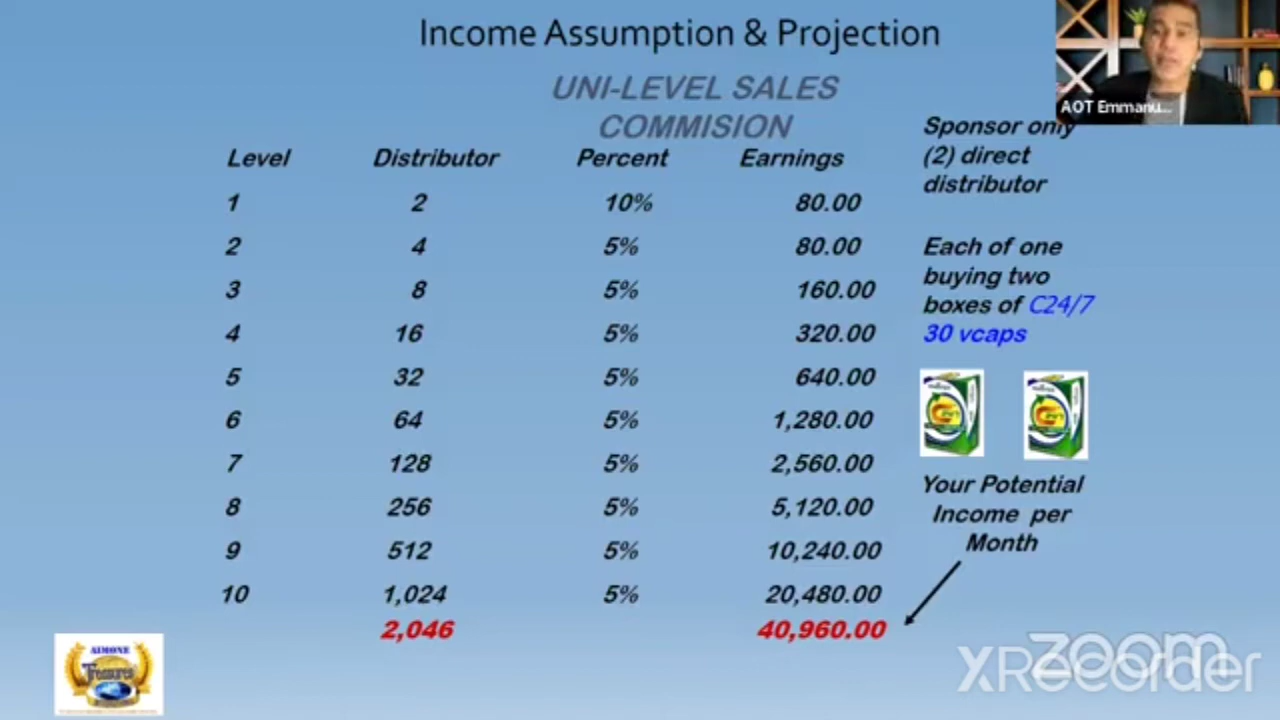 Income Assumption & Projection
UNI-LEVEL SALES
COMMISION
AOT Emmanu...
Level Distributor Percent Earnings
1 2 10% 80.00
2 4 5% 80.00
3 8 5% 160.00
4 16 5% 320.00
5 32 5% 640.00
6 64 5% 1,280.00
7 128 5% 2,560.00
8 256 5% 5,120.00
9 512 5% 10,240.00
10 1,024 5% 20,480.00
2,046 40,960.00
Sponsor only
(2) direct
distributor
Each of one
buying two
boxes of C24/7
30 vcaps
Your Potential
Income per
Month
AIMONE
Treasures
zoom
XRecorder